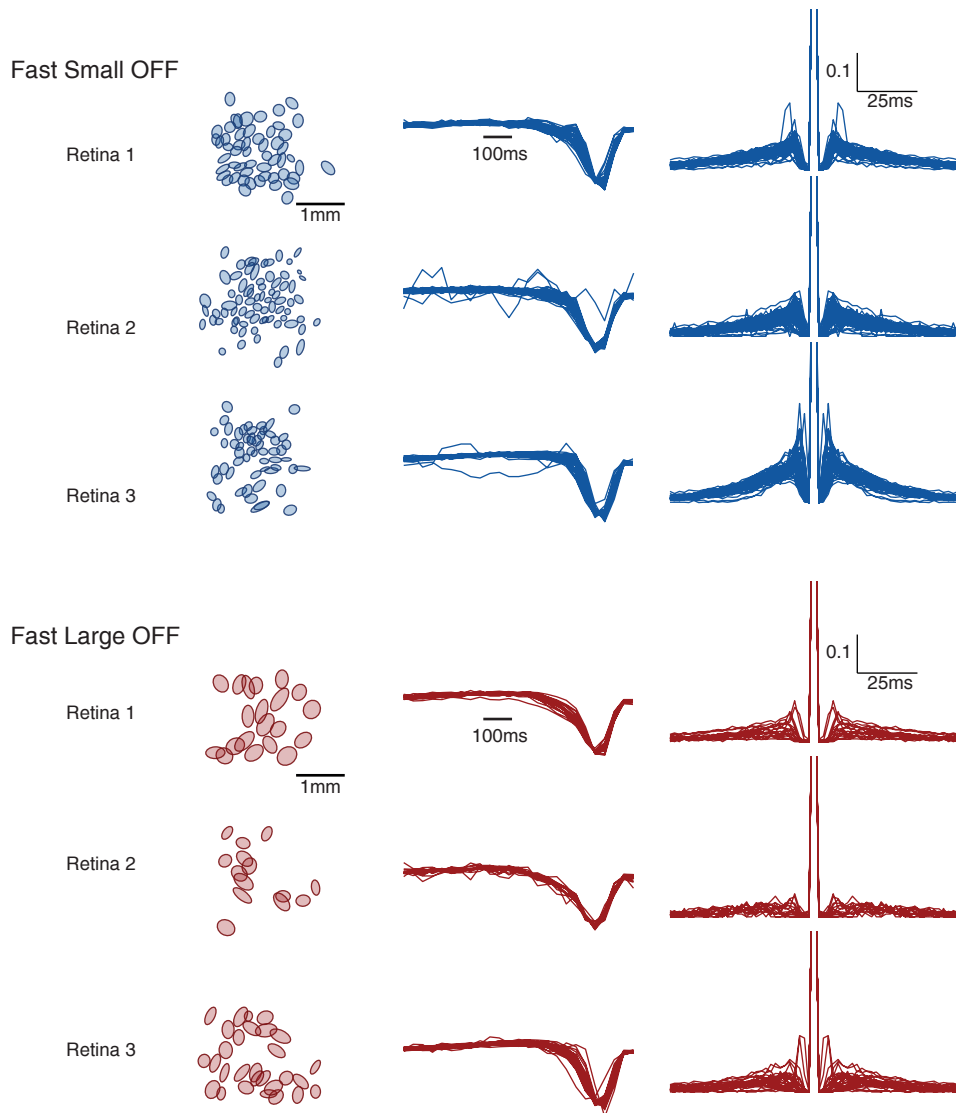 Fast Small OFF
0.1
25ms
Retina 1
100ms
1mm
Retina 2
Retina 3
Fast Large OFF
0.1
25ms
Retina 1
100ms
1mm
Retina 2
Retina 3